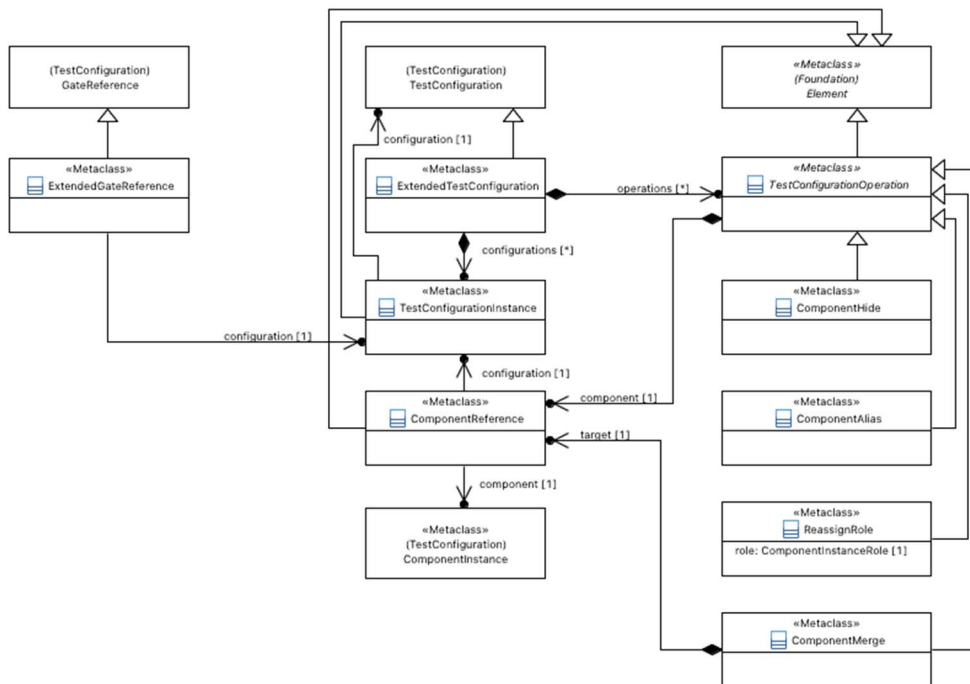 (TestConfiguration)
GateReference
(TestConfiguration)
TestConfiguration
«Metaclass»
(Foundation)
Element
configuration [1]
«Metaclass»
ExtendedGateReference
«Metaclass»
ExtendedTestConfiguration
operations [*]
«Metaclass»
TestConfigurationOperation
configurations [*]
«Metaclass»
TestConfigurationInstance
«Metaclass»
ComponentHide
configuration [1]
configuration [1]
«Metaclass»
ComponentReference
component [1]
«Metaclass»
ComponentAlias
target [1]
component [1]
«Metaclass»
(TestConfiguration)
ComponentInstance
«Metaclass»
ReassignRole
role: ComponentInstanceRole [1]
«Metaclass»
ComponentMerge